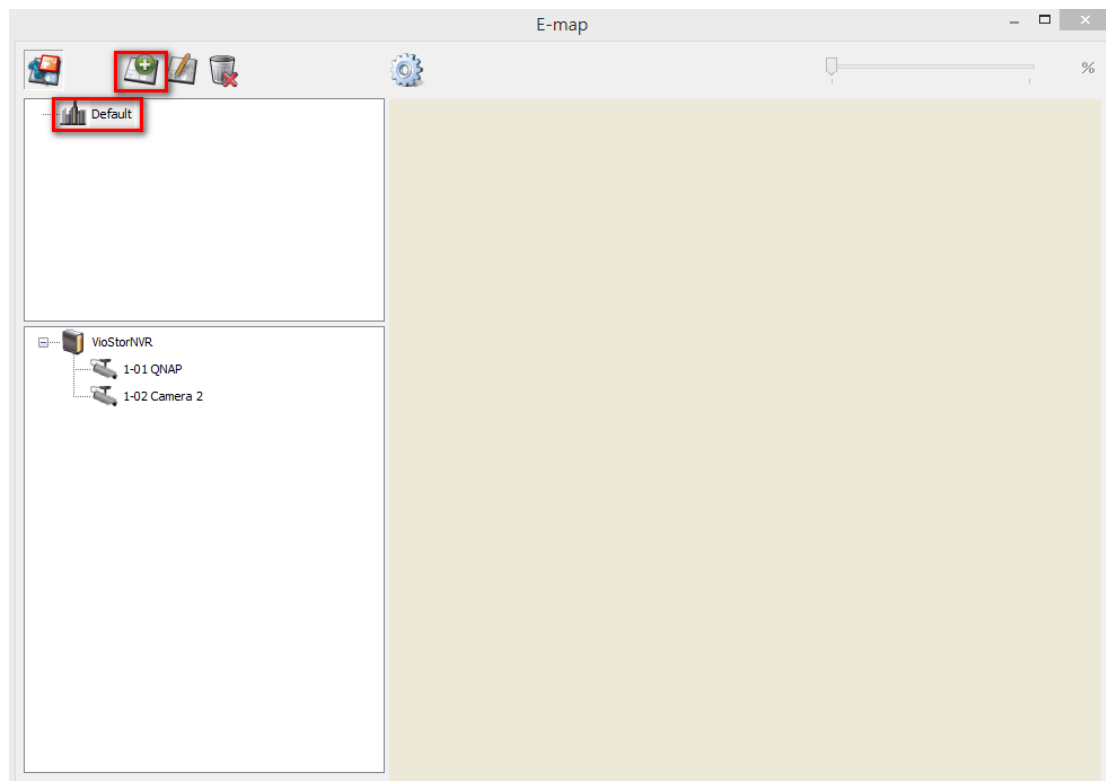 E-map
%
Default
VioStorNVR
1-01 QNAP
1-02 Camera 2